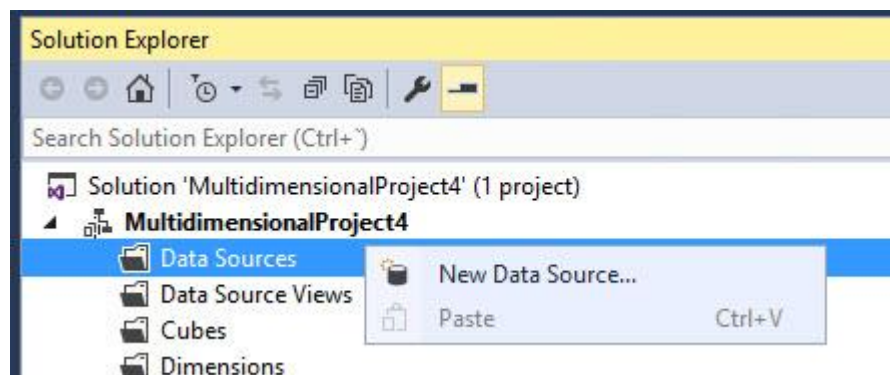 Solution Explorer
Search Solution Explorer (Ctrl+`)
Solution 'MultidimensionalProject4' (1 project)
MultidimensionalProject4
Data Sources
New Data Source...
Data Source Views
Paste Ctrl+V
Cubes
Dimensions